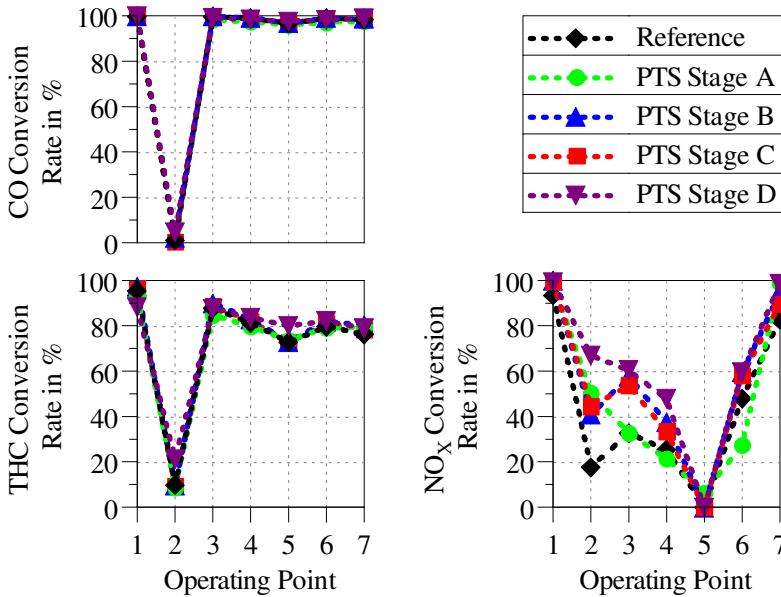 CO Conversion
Rate in %
100
80
60
40
20
0
Reference
PTS Stage A
PTS Stage B
PTS Stage C
PTS Stage D
THC Conversion
Rate in %
100
80
60
40
20
0
1 2 3 4 5 6 7
Operating Point
NOX Conversion
Rate in %
100
80
60
40
20
0
1 2 3 4 5 6 7
Operating Point